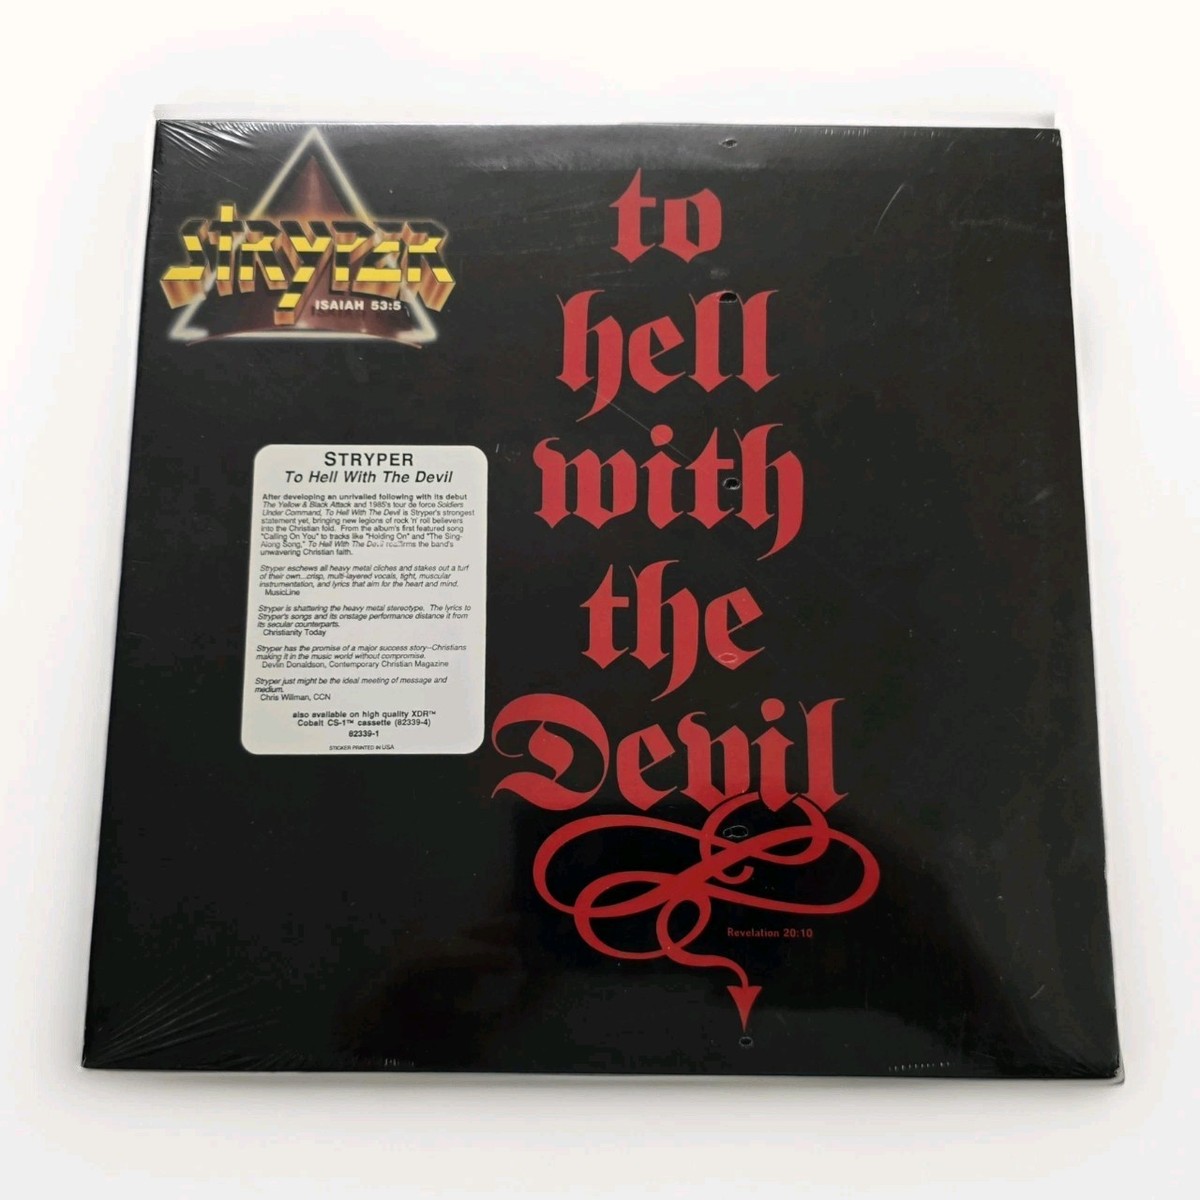 STRYPER
ISAIAH 53:5
to
hell
with
the
Devil
Revelation 20:10
STRYPER
To Hell With The Devil
After developing an unrivalled following with its debut
The Yellow & Black Attack and 1985's tour de force Soldiers
Under Command, To Hell With The Devil is Stryper's strongest
statement yet, bringing new legions of rock 'n' roll believers
into the Christian fold. From the album's first featured song
"Calling On You" to tracks like "Holding On" and "The Sing-
Along Song," To Hell With The Devil reaffirms the band's
unwavering Christian faith.
Stryper eschews all heavy metal cliches and stakes out a turf
of their own...crisp, multi-layered vocals, tight, muscular
instrumentation, and lyrics that aim for the heart and mind.
MusicLine
Stryper is shattering the heavy metal stereotype. The lyrics to
Stryper's songs and its onstage performance distance it from
its secular counterparts.
Christianity Today
Stryper has the promise of a major success story--Christians
making it in the music world without compromise.
Devlin Donaldson, Contemporary Christian Magazine
Stryper just might be the ideal meeting of message and
medium.
Chris Willman, CCN
also available on high quality XDR™
Cobalt CS-1™ cassette (82339-4)
82339-1
STICKER PRINTED IN USA